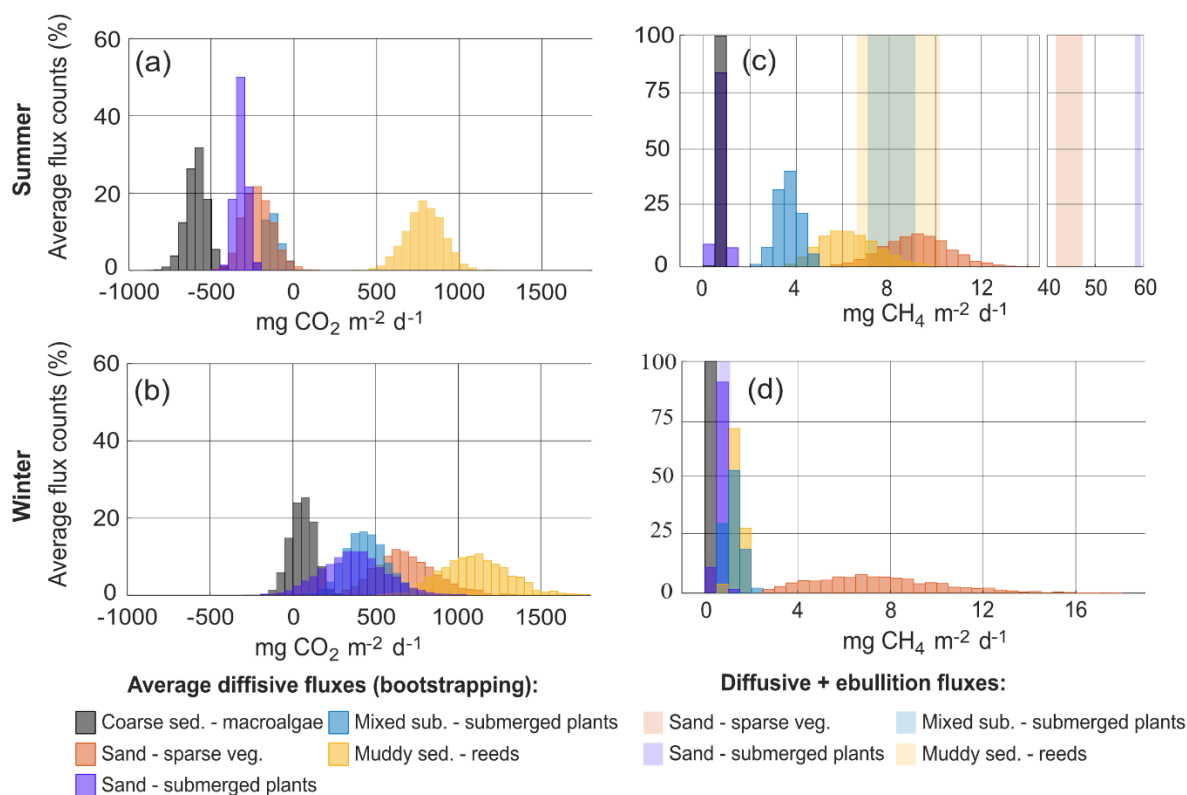 Summer
Average flux counts (%)
60
40
20
0
(a)
-1000 -500 0 500 1000 1500
mg CO2 m-2 d-1
100
75
50
25
0
(c)
0 4 8 12 40 50 60
mg CH4 m-2 d-1
Winter
Average flux counts (%)
60
40
20
0
(b)
-1000 -500 0 500 1000 1500
mg CO2 m-2 d-1
100
75
50
25
0
(d)
0 4 8 12 16
mg CH4 m-2 d-1
Average diffisive fluxes (bootstrapping):
Coarse sed. - macroalgae
Mixed sub. - submerged plants
Sand - sparse veg.
Muddy sed. - reeds
Sand - submerged plants
Diffusive + ebullition fluxes:
Sand - sparse veg.
Mixed sub. - submerged plants
Sand - submerged plants
Muddy sed. - reeds